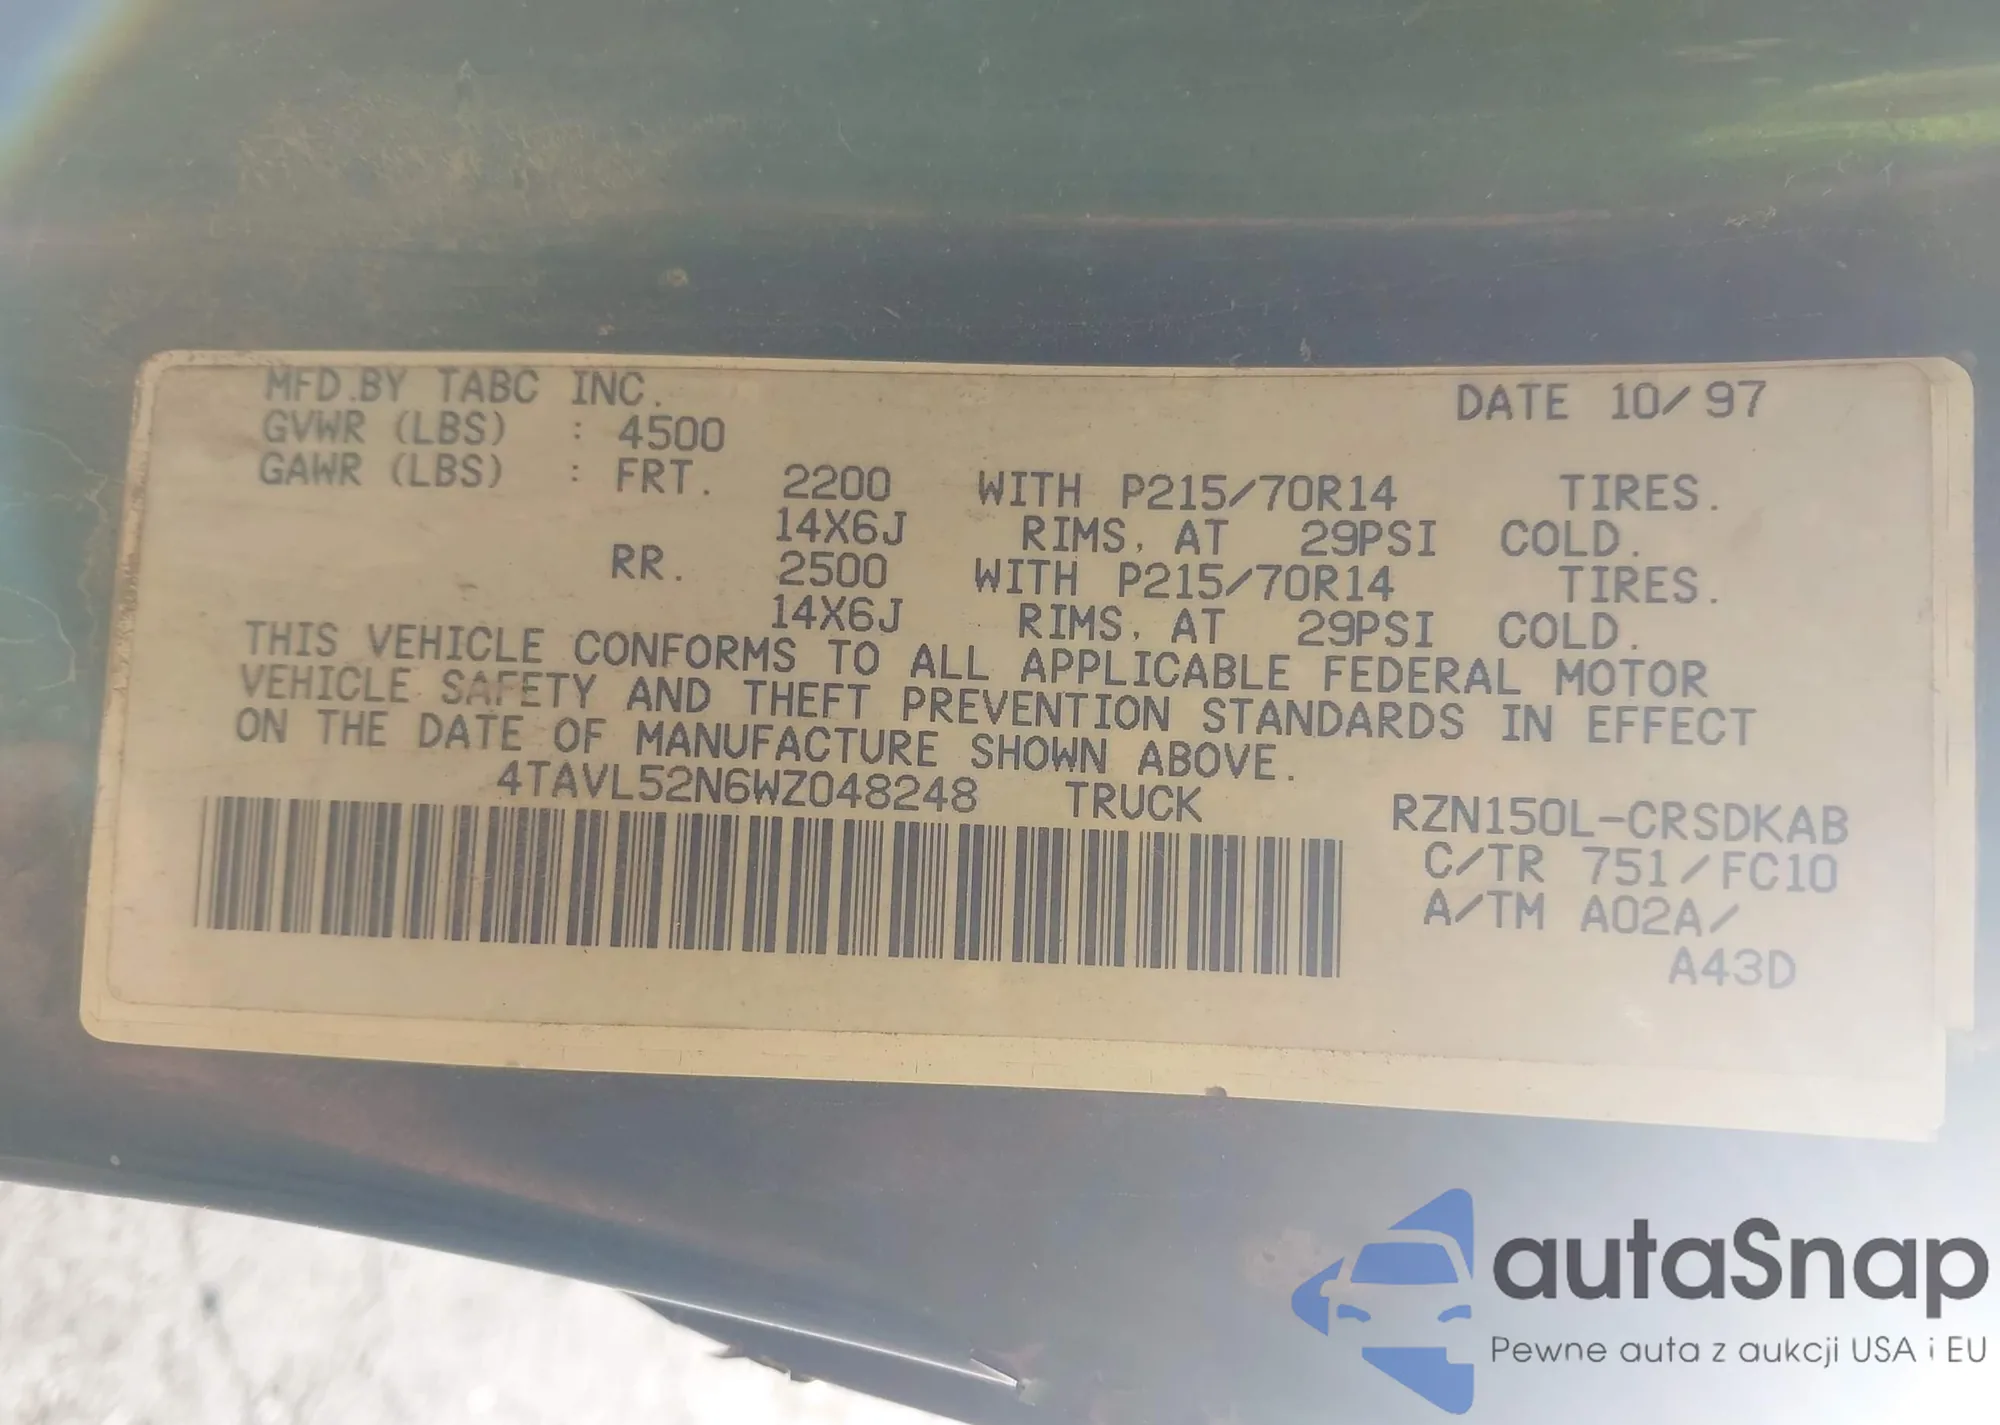 MFD.BY TABC INC. DATE 10/97
GVWR (LBS) : 4500
GAWR (LBS) : FRT. 2200 WITH P215/70R14 TIRES.
14X6J RIMS, AT 29PSI COLD.
RR. 2500 WITH P215/70R14 TIRES.
14X6J RIMS, AT 29PSI COLD.
THIS VEHICLE CONFORMS TO ALL APPLICABLE FEDERAL MOTOR
VEHICLE SAFETY AND THEFT PREVENTION STANDARDS IN EFFECT
ON THE DATE OF MANUFACTURE SHOWN ABOVE.
4TAVL52N6WZ048248 TRUCK RZN150L-CRSDKAB
C/TR 751/FC10
A/TM A02A/
A43D
autaSnap
Pewne auta z aukcji USA i EU